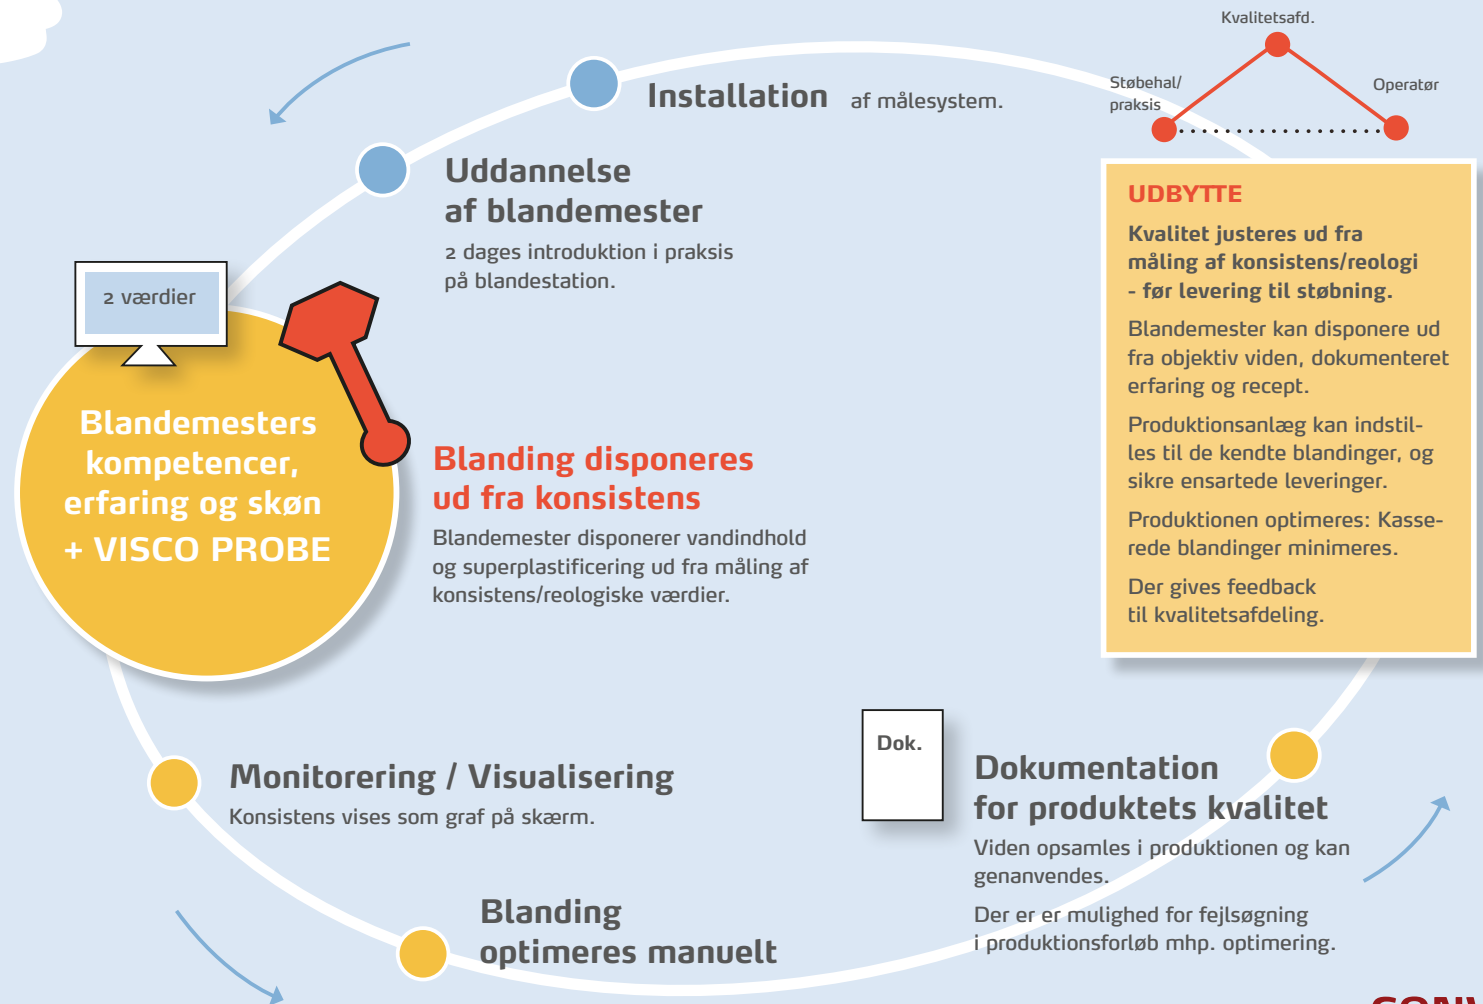 Kvalitetsafd.
Støbehal/
praksis
Operatør
Installation af målesystem.
Uddannelse
af blandemester
2 dages introduktion i praksis
på blandestation.
2 værdier
Blandemesters
kompetencer,
erfaring og skøn
+ VISCO PROBE
Blanding disponeres
ud fra konsistens
Blandemester disponerer vandindhold
og superplastificering ud fra måling af
konsistens/reologiske værdier.
UDBYTTE
Kvalitet justeres ud fra
måling af konsistens/reologi
- før levering til støbning.
Blandemester kan disponere ud
fra objektiv viden, dokumenteret
erfaring og recept.
Produktionsanlæg kan indstil-
les til de kendte blandinger, og
sikre ensartede leveringer.
Produktionen optimeres: Kasse-
rede blandinger minimeres.
Der gives feedback
til kvalitetsafdeling.
Monitorering / Visualisering
Konsistens vises som graf på skærm.
Blanding
optimeres manuelt
Dok.
Dokumentation
for produktets kvalitet
Viden opsamles i produktionen og kan
genanvendes.
Der er er mulighed for fejlsøgning
i produktionsforløb mhp. optimering.